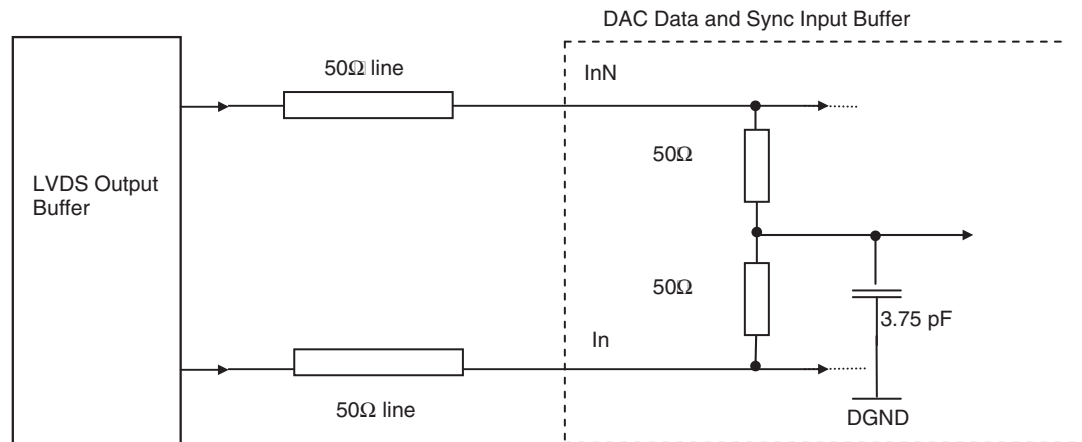 DAC Data and Sync Input Buffer
50Ω line
InN
50Ω
LVDS Output
Buffer
50Ω
3.75 pF
In
50Ω line
DGND